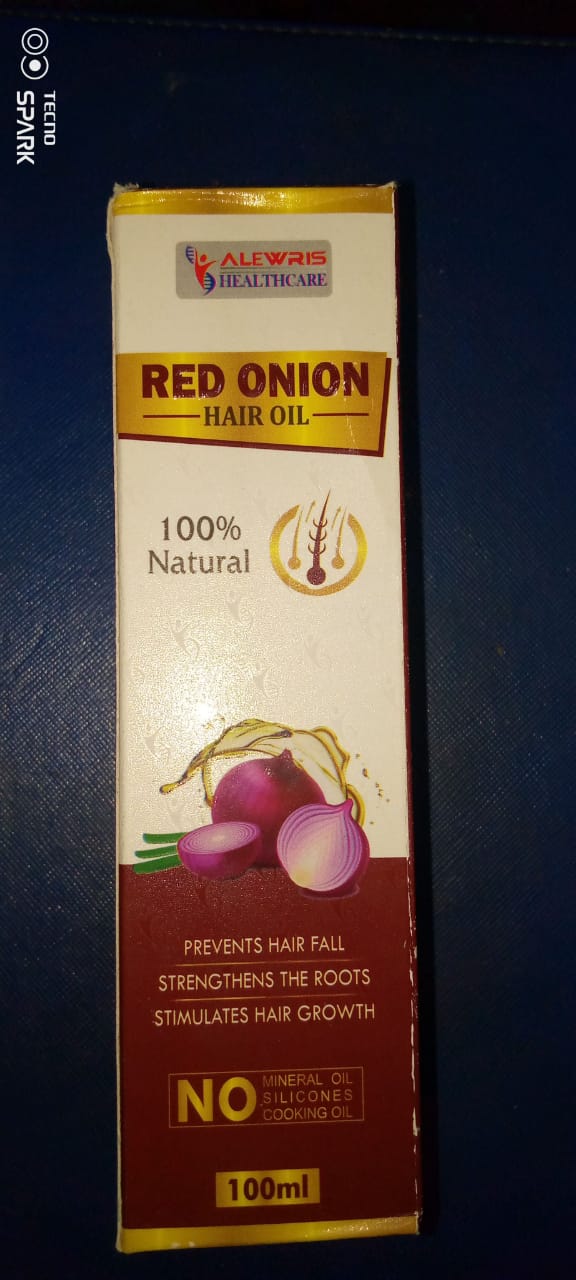 TECNO
SPARK
ALEWRIS
HEALTHCARE
RED ONION
HAIR OIL
100%
Natural
PREVENTS HAIR FALL
STRENGTHENS THE ROOTS
STIMULATES HAIR GROWTH
NO
MINERAL OIL
SILICONES
COOKING OIL
100ml